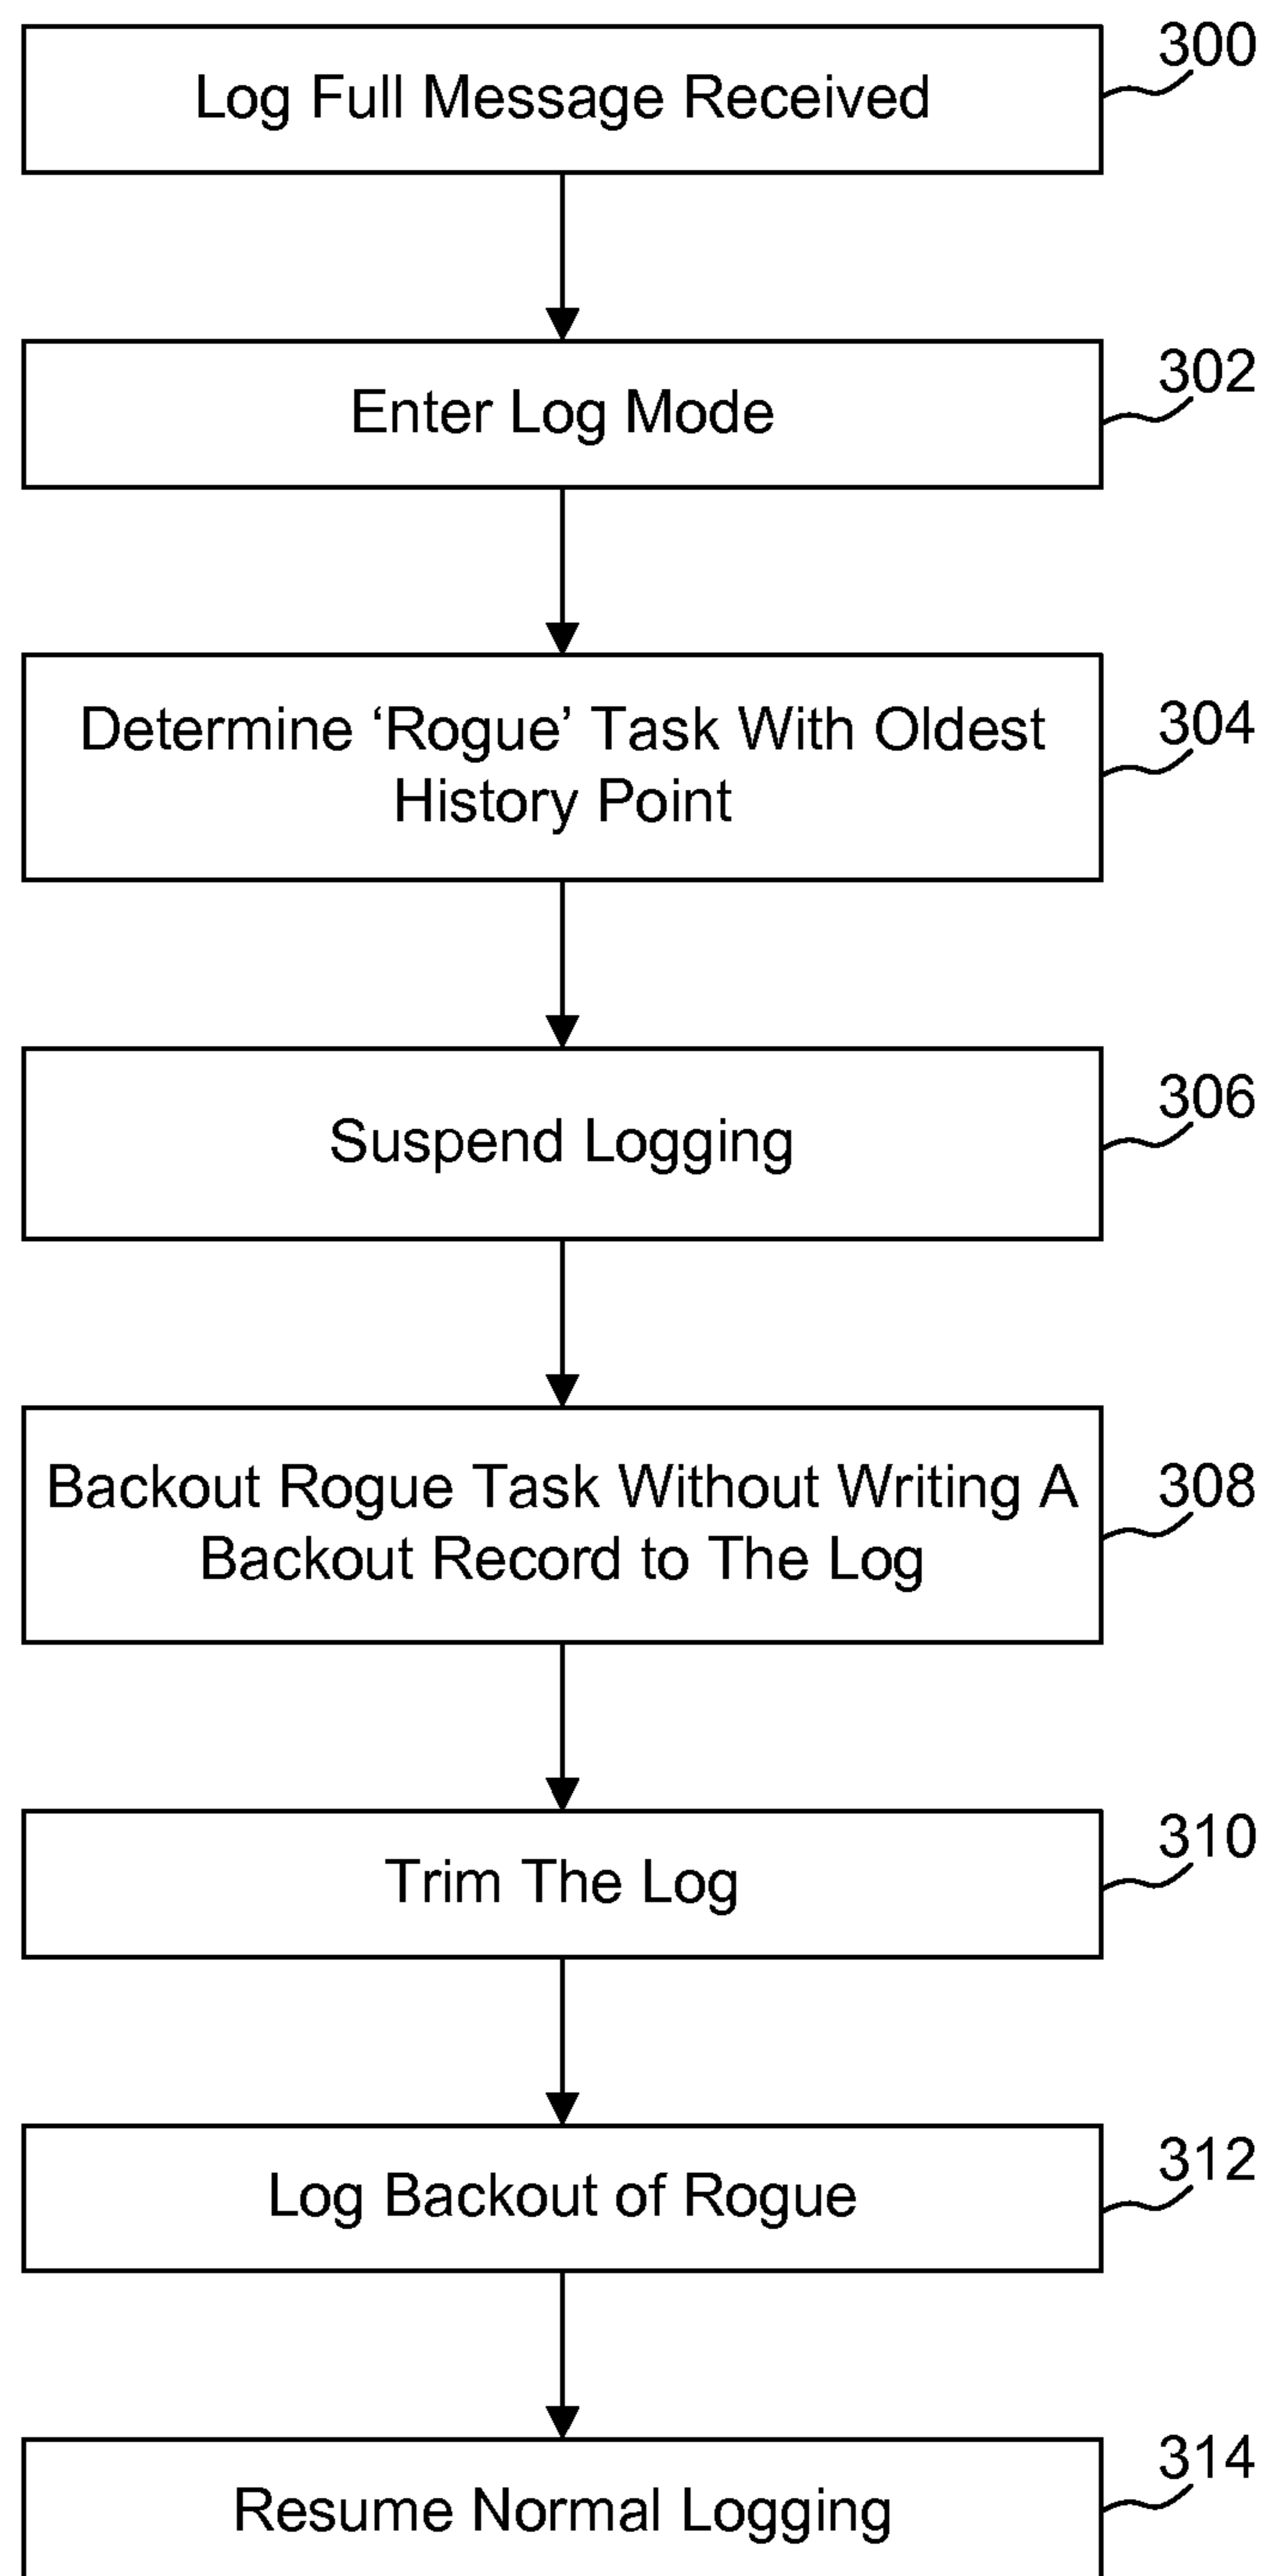 300
Log Full Message Received
302
Enter Log Mode
304
Determine ‘Rogue’ Task With Oldest
History Point
306
Suspend Logging
308
Backout Rogue Task Without Writing A
Backout Record to The Log
310
Trim The Log
312
Log Backout of Rogue
314
Resume Normal Logging